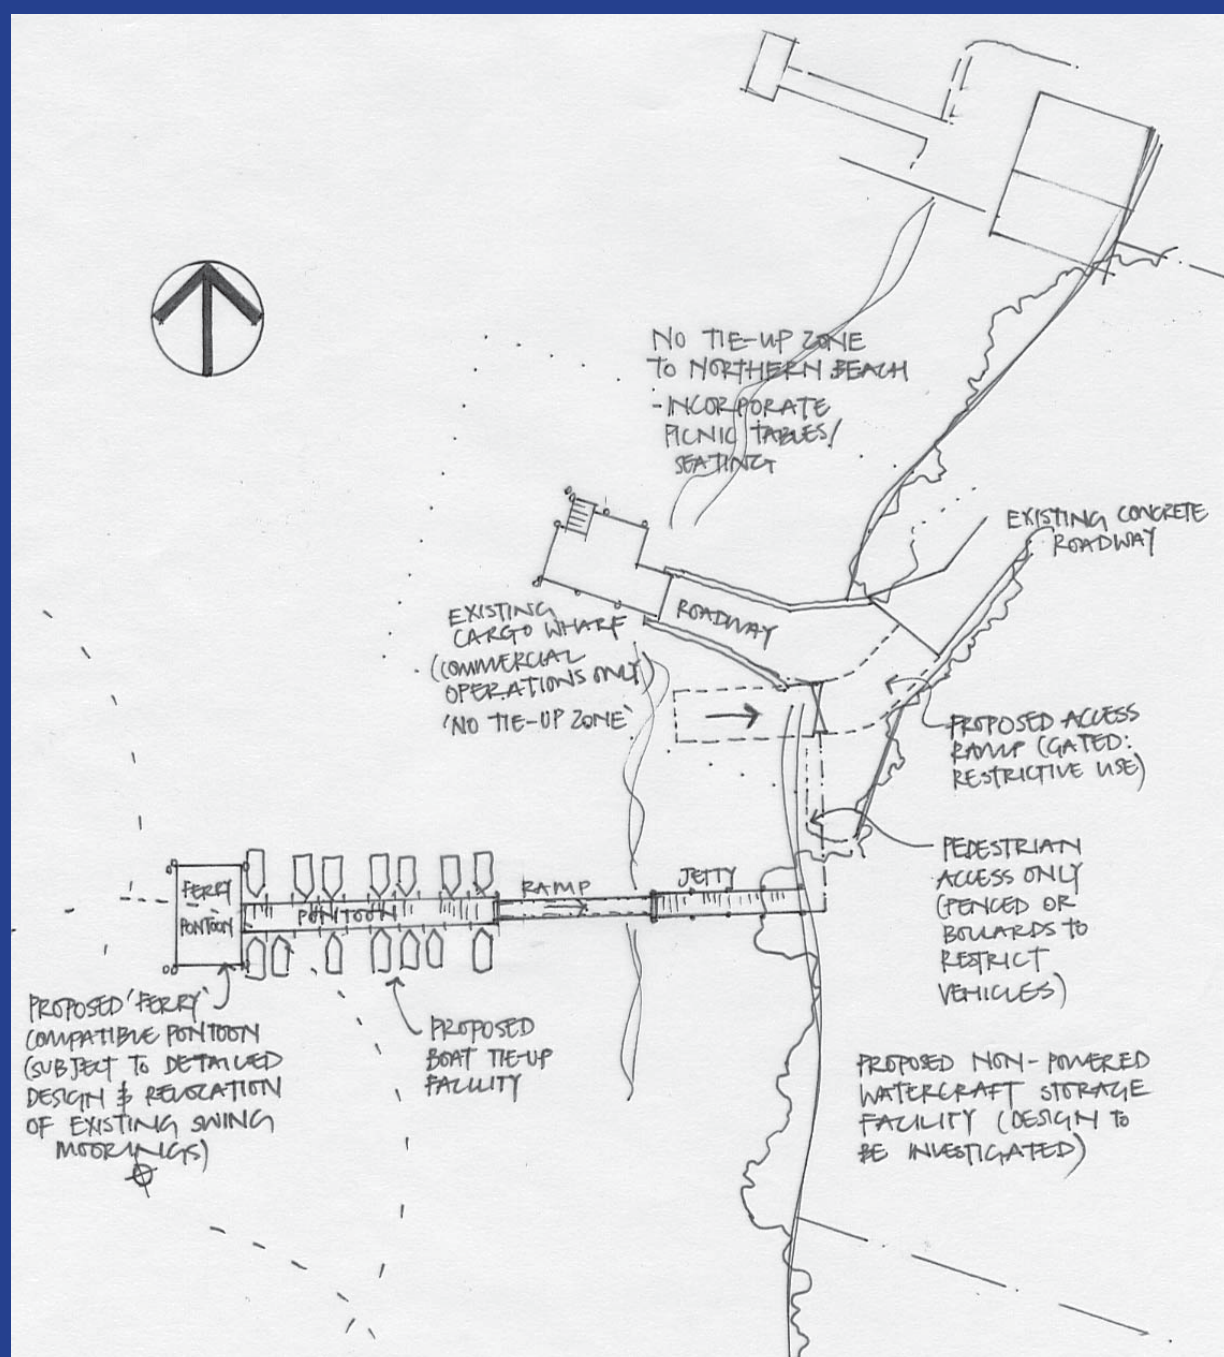 NO TIE-UP ZONE
TO NORTHERN BEACH
- INCORPORATE
PICNIC TABLES/
SEATING
EXISTING CONCRETE
ROADWAY
EXISTING
CARGO WHARF
(COMMERCIAL
OPERATIONS ONLY)
'NO TIE-UP ZONE'
ROADWAY
PROPOSED ACCESS
RAMP (GATED:
RESTRICTIVE USE)
PEDESTRIAN
ACCESS ONLY
(FENCED OR
BOLLARDS TO
RESTRICT
VEHICLES)
FERRY
PONTOON
PONTOON
RAMP
JETTY
PROPOSED 'FERRY'
COMPATIBLE PONTOON
(SUBJECT TO DETAILED
DESIGN & RELOCATION
OF EXISTING SWING
MOORINGS)
PROPOSED
BOAT TIE-UP
FACILITY
PROPOSED NON-POWERED
WATERCRAFT STORAGE
FACILITY (DESIGN TO
BE INVESTIGATED)